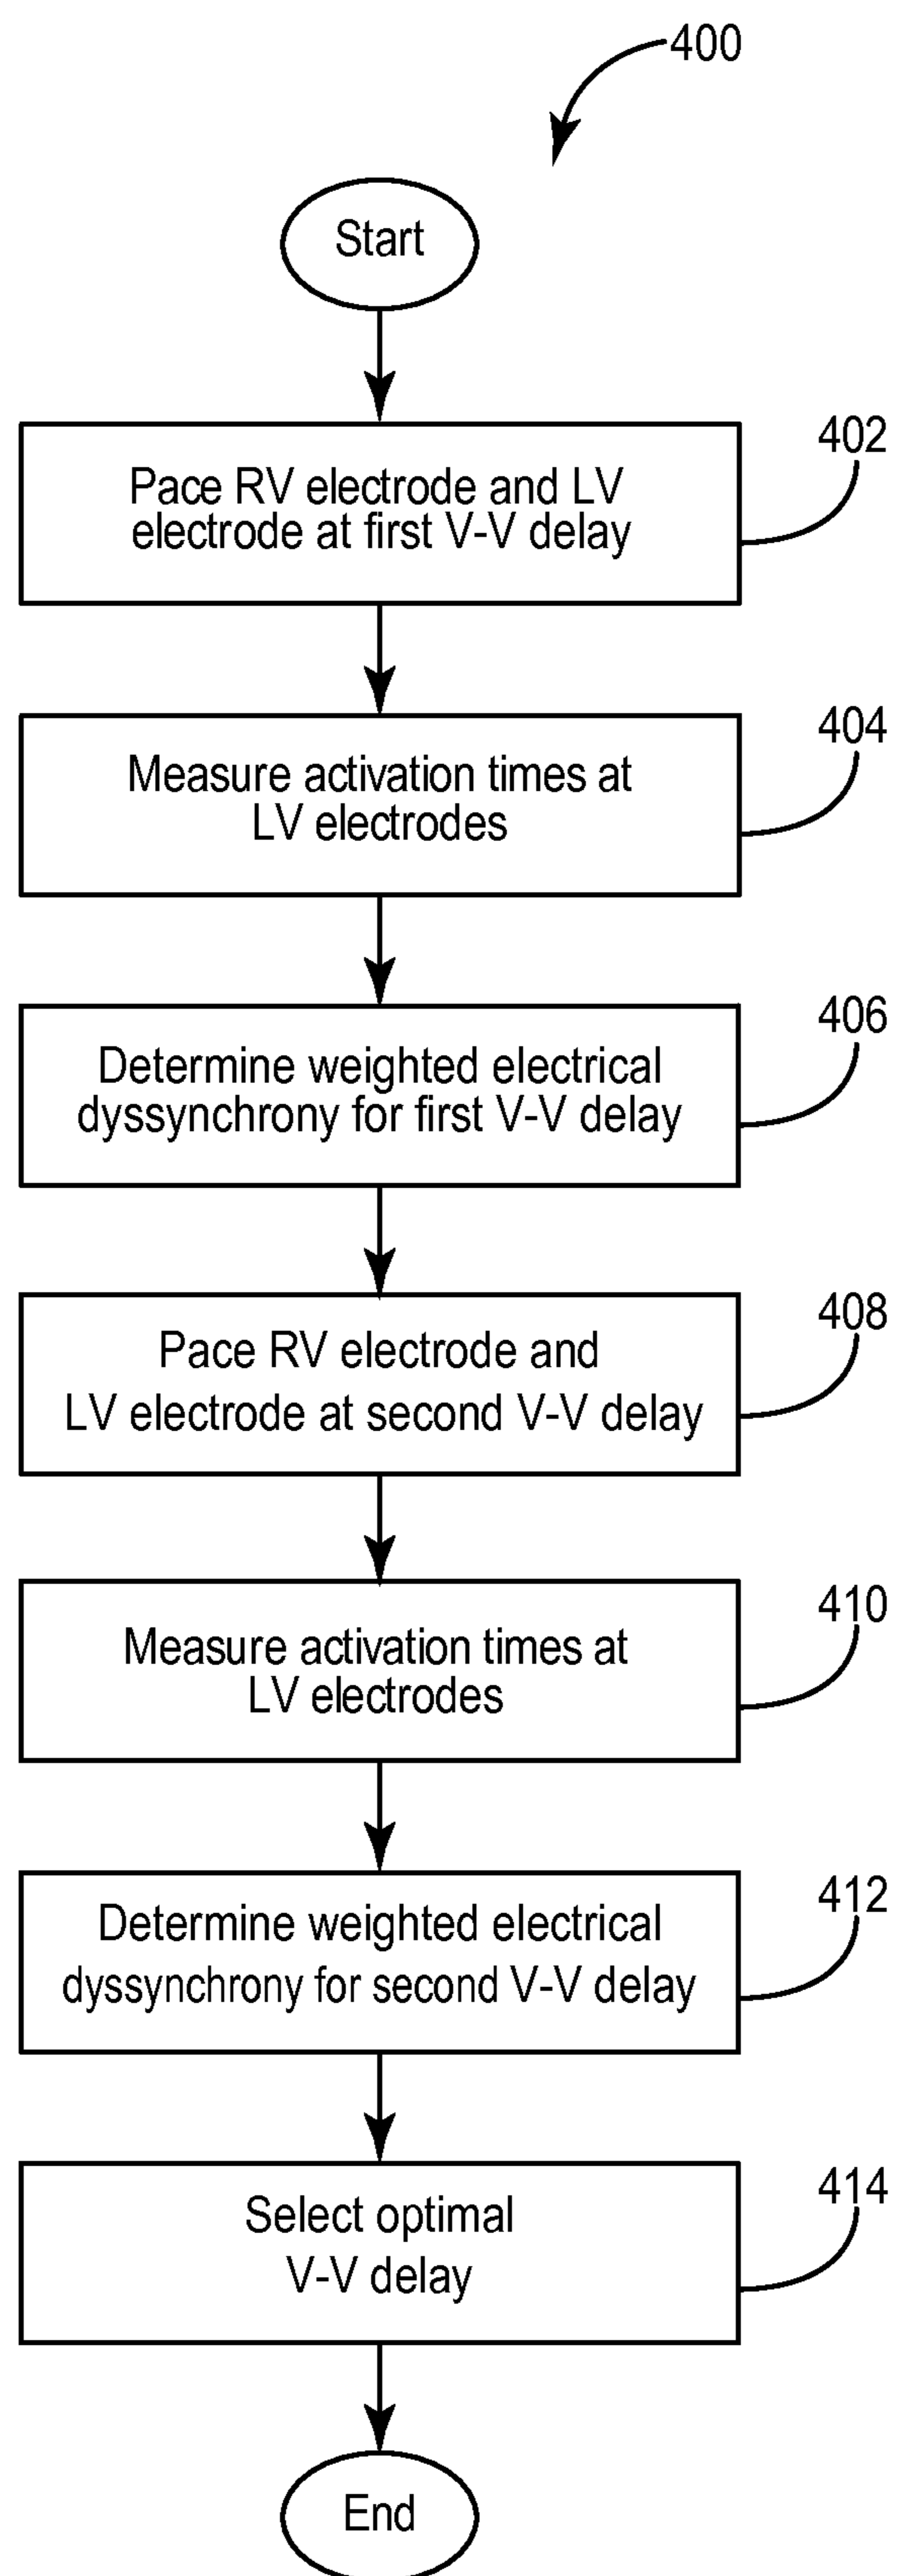 400
Start
402
Pace RV electrode and LV
electrode at first V-V delay
404
Measure activation times at
LV electrodes
406
Determine weighted electrical
dyssynchrony for first V-V delay
408
Pace RV electrode and
LV electrode at second V-V delay
410
Measure activation times at
LV electrodes
412
Determine weighted electrical
dyssynchrony for second V-V delay
414
Select optimal
V-V delay
End